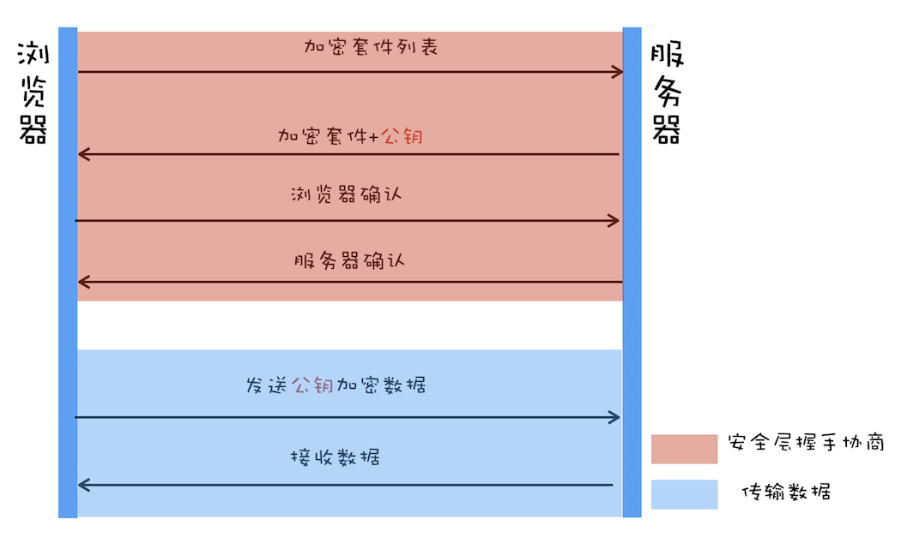 浏览器
服务器
加密套件列表
加密套件+公钥
浏览器确认
服务器确认
发送公钥加密数据
接收数据
安全层握手协商
传输数据